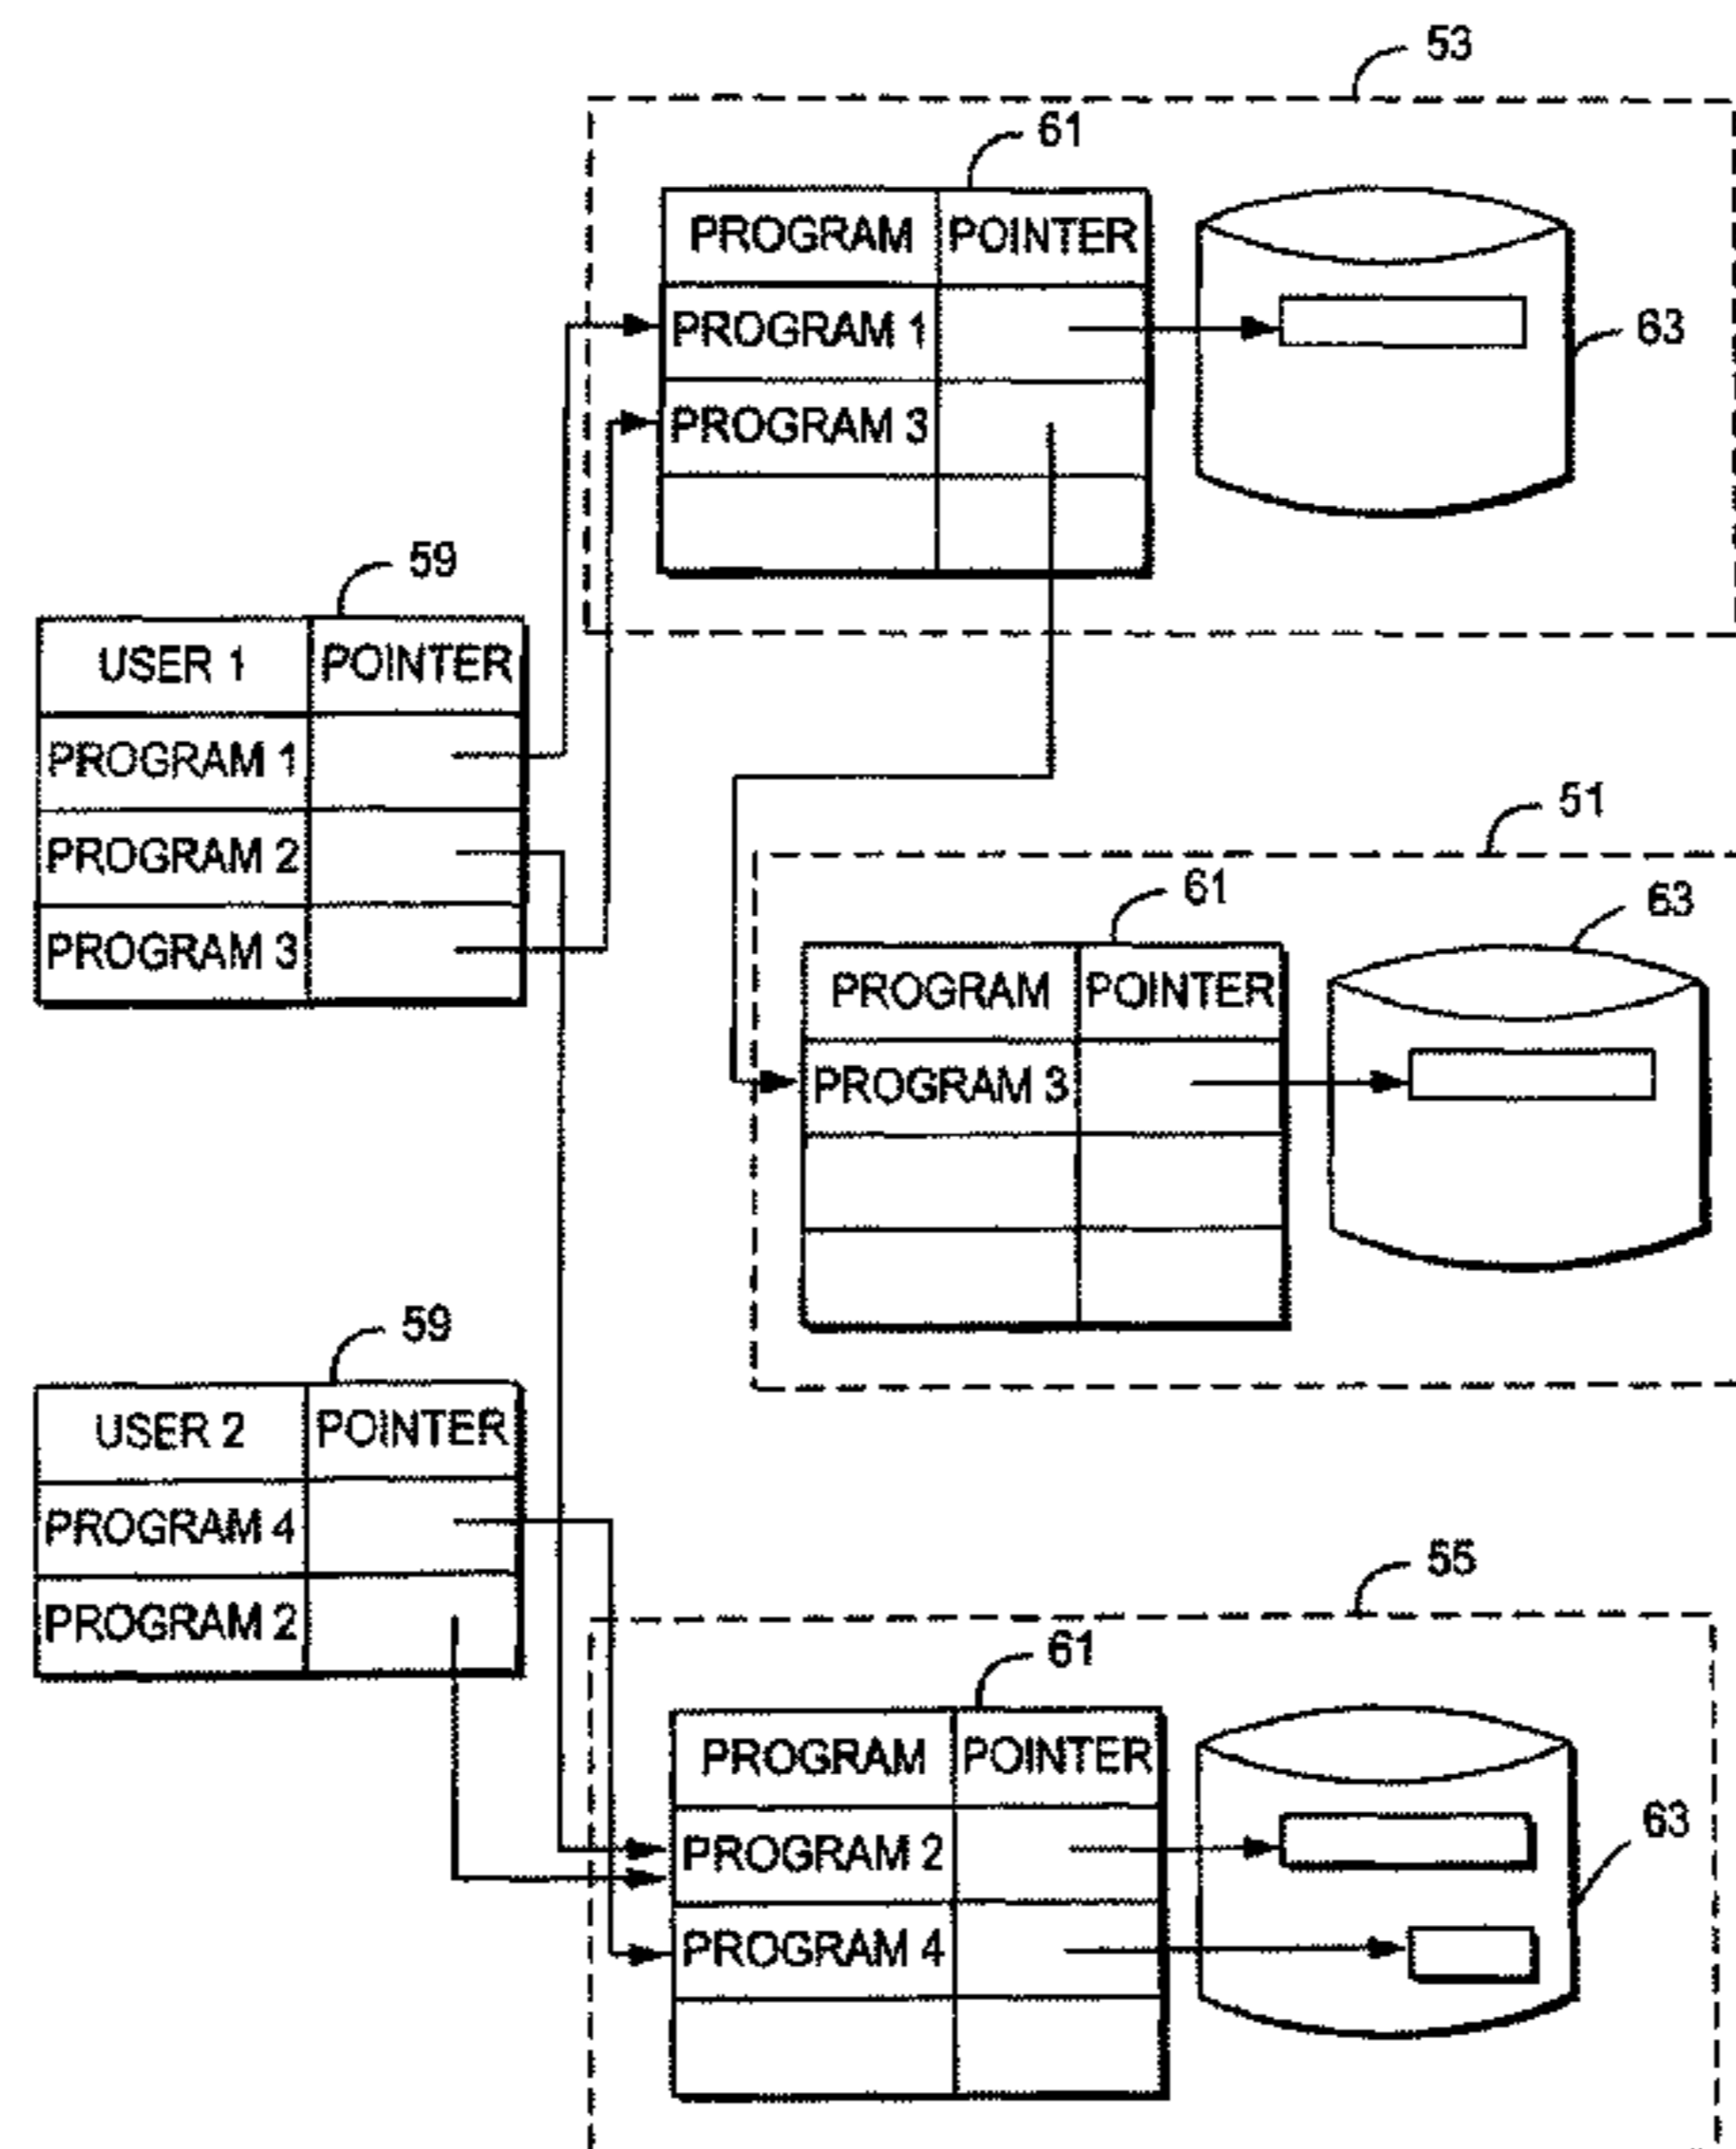 53
61
PROGRAM POINTER
PROGRAM 1
63
PROGRAM 3
59
USER 1 POINTER
PROGRAM 1
PROGRAM 2
PROGRAM 3
51
61
63
PROGRAM POINTER
PROGRAM 3
59
USER 2 POINTER
PROGRAM 4
PROGRAM 2
55
61
PROGRAM POINTER
PROGRAM 2
63
PROGRAM 4